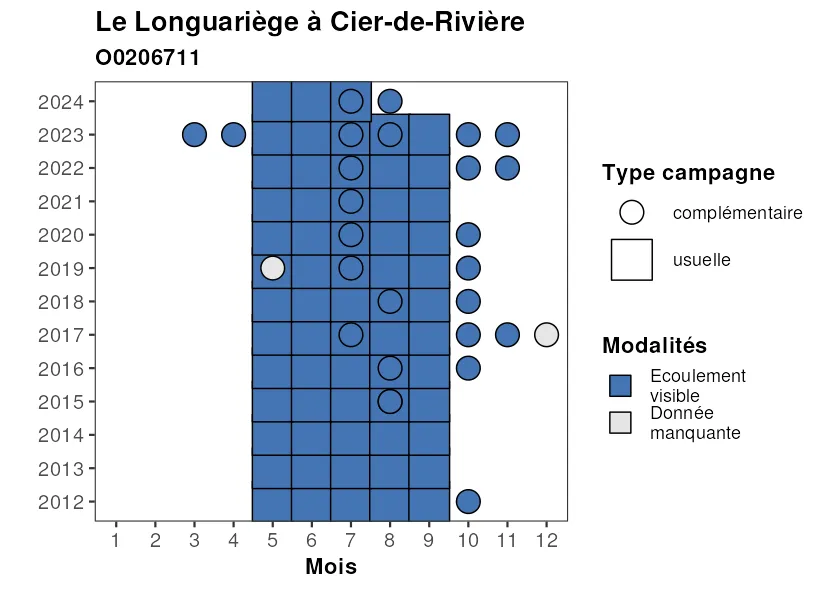 Le Longuariège à Cier-de-Rivière
O0206711
2024
2023
2022
2021
2020
2019
2018
2017
2016
2015
2014
2013
2012
1 2 3 4 5 6 7 8 9 10 11 12
Mois
Type campagne
complémentaire
usuelle
Modalités
Ecoulement
visible
Donnée
manquante